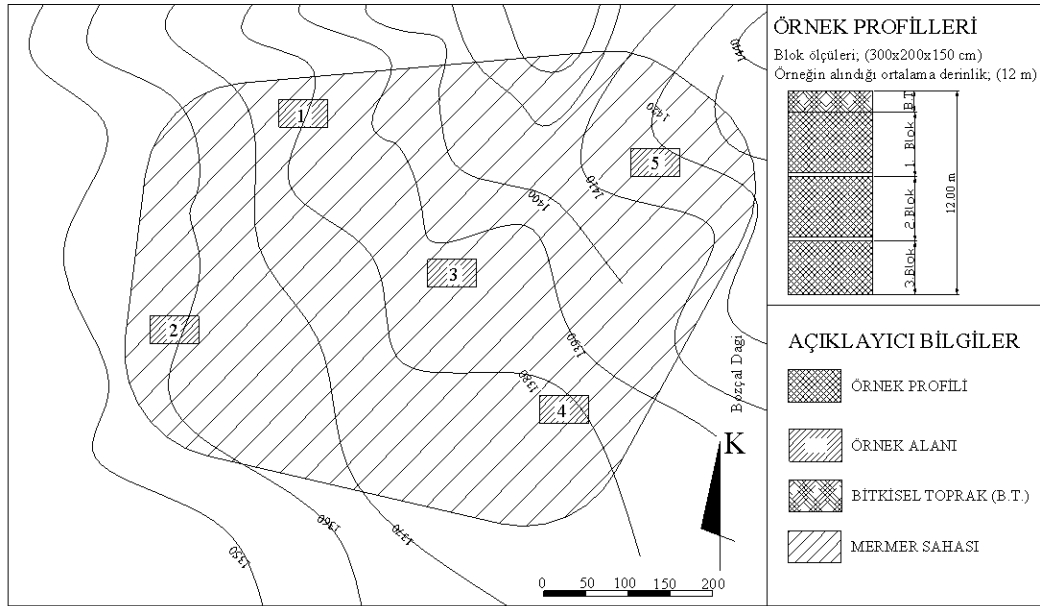 ÖRNEK PROFİLLERİ
Blok ölçüleri; (300x200x150 cm)
Örneğin alındığı ortalama derinlik; (12 m)
B.T.
1. Blok
2.Blok
3.Blok
12.00 m
AÇIKLAYICI BİLGİLER
ÖRNEK PROFİLİ
ÖRNEK ALANI
BİTKİSEL TOPRAK (B.T.)
MERMER SAHASI
1440
1420
1410
1400
1390
1380
1370
1360
1350
1
2
3
4
5
Bozçal Dagi
K
0 50 100 150 200